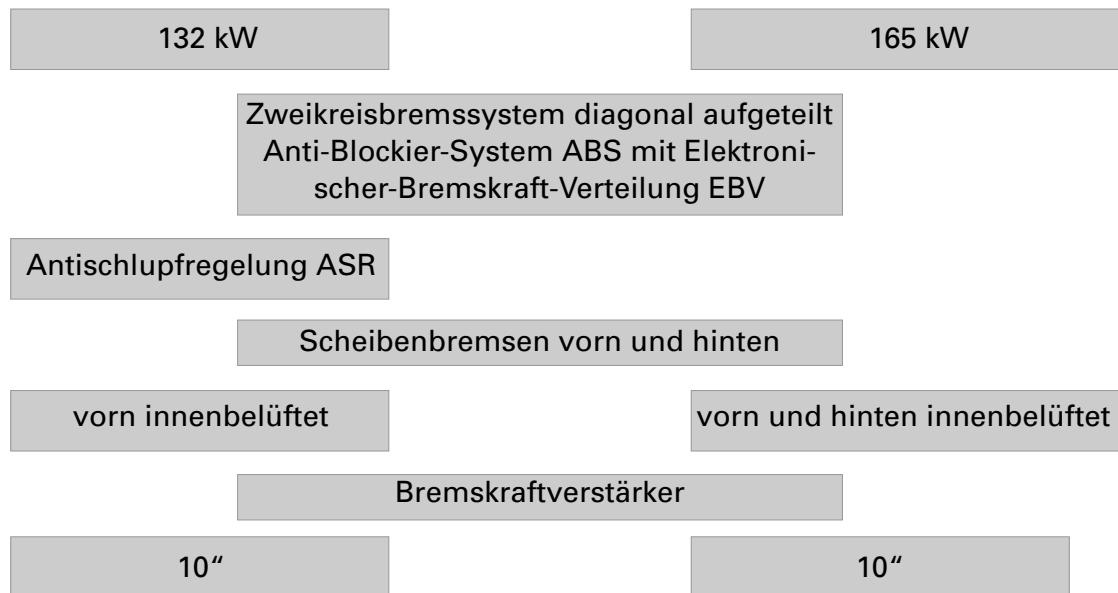 132 kW
165 kW
Zweikreisbremssystem diagonal aufgeteilt
Anti-Blockier-System ABS mit Elektroni-
scher-Bremskraft-Verteilung EBV
Antischlupfregelung ASR
Scheibenbremsen vorn und hinten
vorn innenbelüftet
vorn und hinten innenbelüftet
Bremskraftverstärker
10“
10“